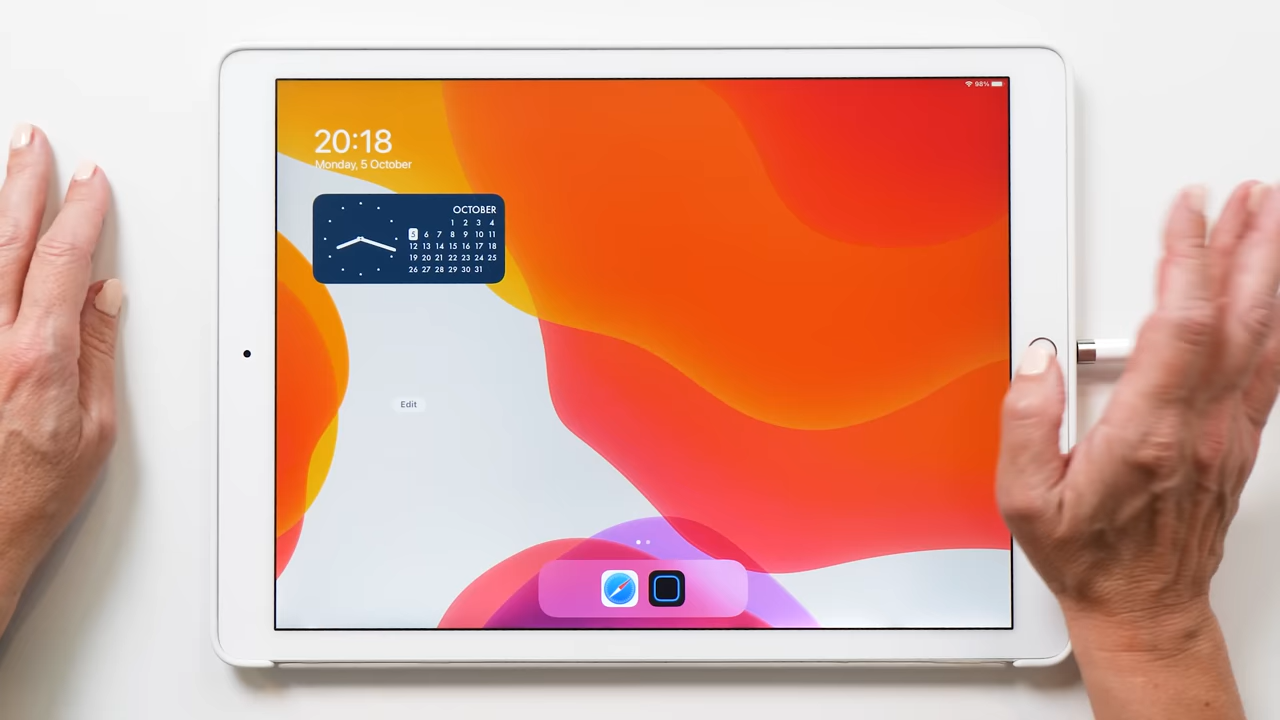 98%
20:18
Monday, 5 October
OCTOBER
1 2 3 4
5 6 7 8 9 10 11
12 13 14 15 16 17 18
19 20 21 22 23 24 25
26 27 28 29 30 31
Edit